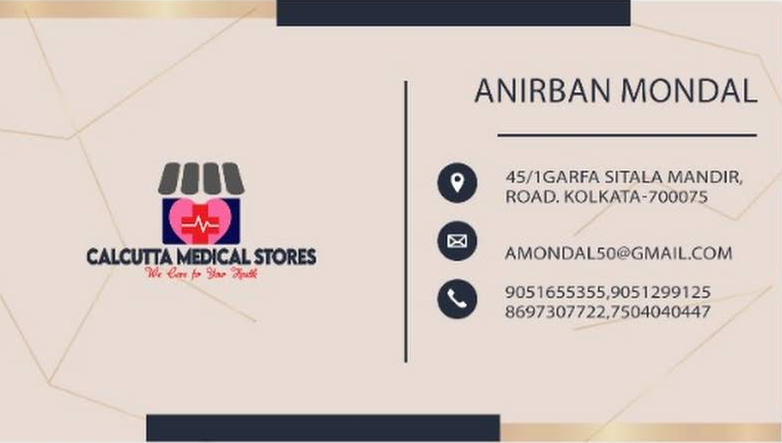 ANIRBAN MONDAL
45/1GARFA SITALA MANDIR,
ROAD. KOLKATA-700075
AMONDAL50@GMAIL.COM
9051655355,9051299125
8697307722,7504040447
CALCUTTA MEDICAL STORES
We Care for Your Health